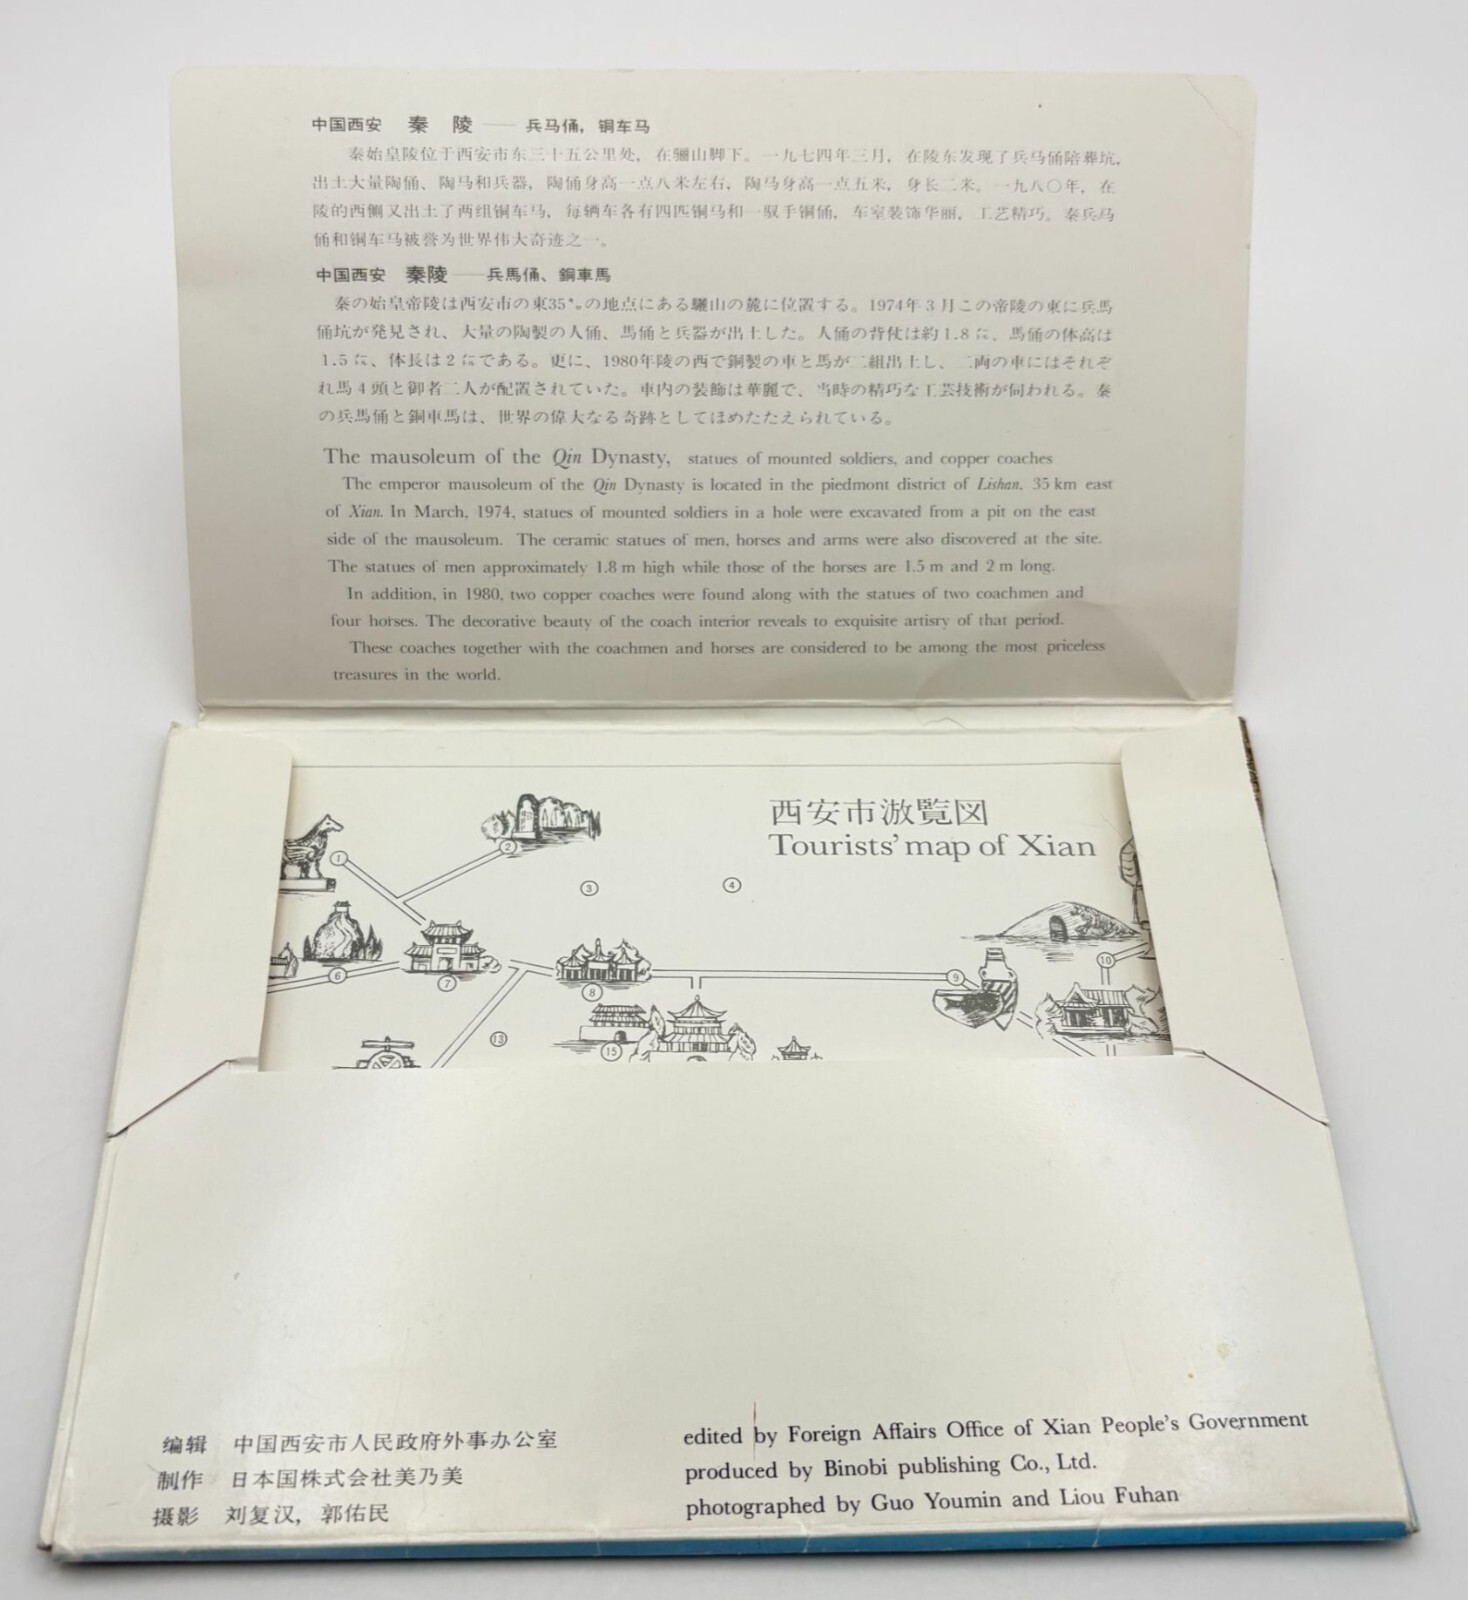 中国西安 秦 陵 —— 兵马俑，铜车马
秦始皇陵位于西安市东三十五公里处，在骊山脚下。一九七四年三月，在陵东发现了兵马俑陪葬坑，
出土大量陶俑、陶马和兵器，陶俑身高一点八米左右，陶马身高一点五米，身长二米。一九八〇年，在
陵的西侧又出土了两组铜车马，每辆车各有四匹铜马和一驭手铜俑，车室装饰华丽，工艺精巧。秦兵马
俑和铜车马被誉为世界伟大奇迹之一。
中国西安 秦陵——兵馬俑、銅車馬
秦の始皇帝陵は西安市の東35㌔の地点にある驪山の麓に位置する。1974年3月この帝陵の東に兵馬
俑坑が発見され、大量の陶製の人俑、馬俑と兵器が出土した。人俑の背丈は約1.8㍍、馬俑の体高は
1.5㍍、体長は2㍍である。更に、1980年陵の西で銅製の車と馬が二組出土し、二両の車にはそれぞ
れ馬4頭と御者二人が配置されていた。車内の装飾は華麗で、当時の精巧な工芸技術が伺われる。秦
の兵馬俑と銅車馬は、世界の偉大なる奇跡としてほめたたえられている。
The mausoleum of the Qin Dynasty, statues of mounted soldiers, and copper coaches
The emperor mausoleum of the Qin Dynasty is located in the piedmont district of Lishan, 35 km east
of Xian. In March, 1974, statues of mounted soldiers in a hole were excavated from a pit on the east
side of the mausoleum. The ceramic statues of men, horses and arms were also discovered at the site.
The statues of men approximately 1.8 m high while those of the horses are 1.5 m and 2 m long.
In addition, in 1980, two copper coaches were found along with the statues of two coachmen and
four horses. The decorative beauty of the coach interior reveals to exquisite artisry of that period.
These coaches together with the coachmen and horses are considered to be among the most priceless
treasures in the world.
西安市游覧図
Tourists' map of Xian
1
2
3
4
6
7
8
9
10
13
15
编辑 中国西安市人民政府外事办公室
制作 日本国株式会社美乃美
摄影 刘复汉，郭佑民
edited by Foreign Affairs Office of Xian People's Government
produced by Binobi publishing Co., Ltd.
photographed by Guo Youmin and Liou Fuhan